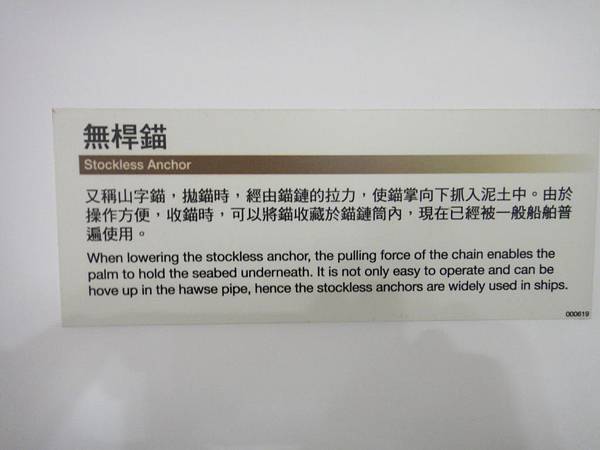 無桿錨
Stockless Anchor
又稱山字錨，拋錨時，經由錨鏈的拉力，使錨掌向下抓入泥土中。由於
操作方便，收錨時，可以將錨收藏於錨鏈筒內，現在已經被一般船舶普
遍使用。
When lowering the stockless anchor, the pulling force of the chain enables the
palm to hold the seabed underneath. It is not only easy to operate and can be
hove up in the hawse pipe, hence the stockless anchors are widely used in ships.
000619